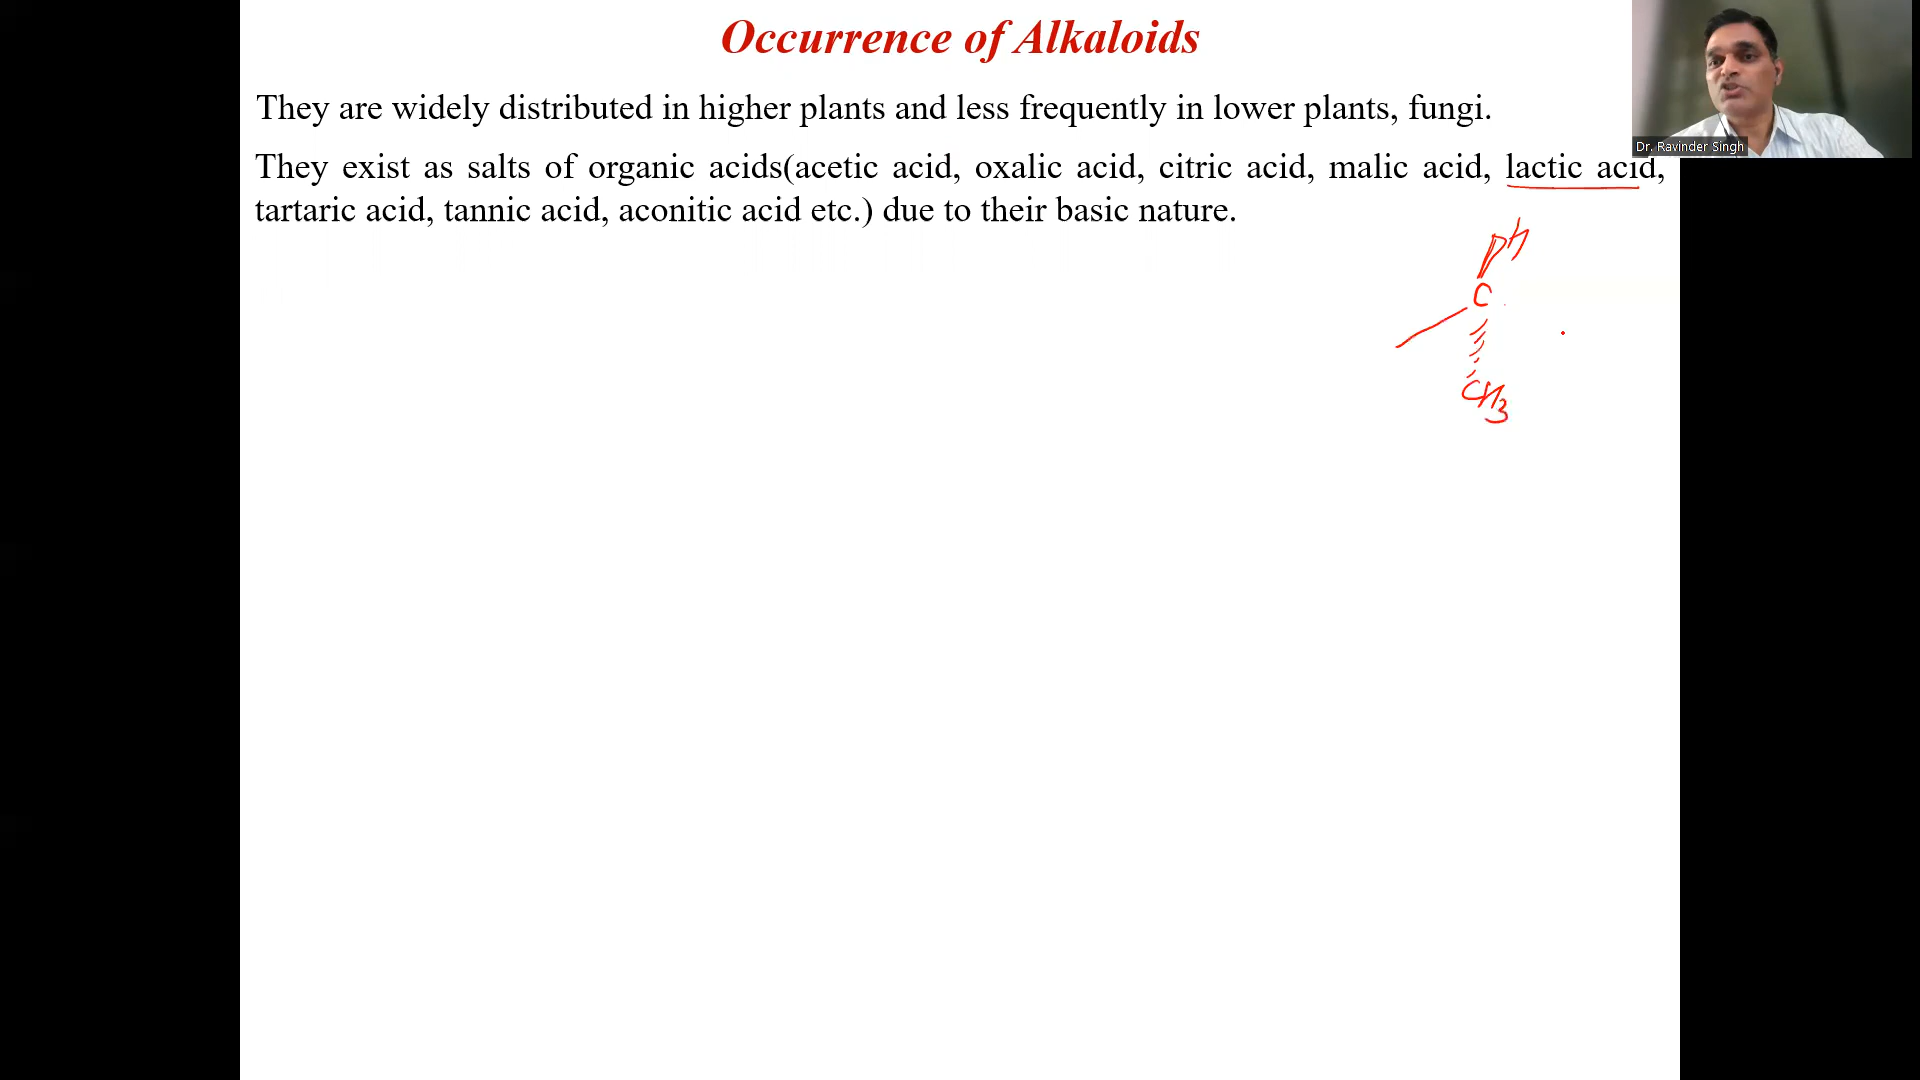 Occurrence of Alkaloids
They are widely distributed in higher plants and less frequently in lower plants, fungi.
They exist as salts of organic acids(acetic acid, oxalic acid, citric acid, malic acid, lactic acid,
tartaric acid, tannic acid, aconitic acid etc.) due to their basic nature.
Dr. Ravinder Singh
Ph
C
CH3